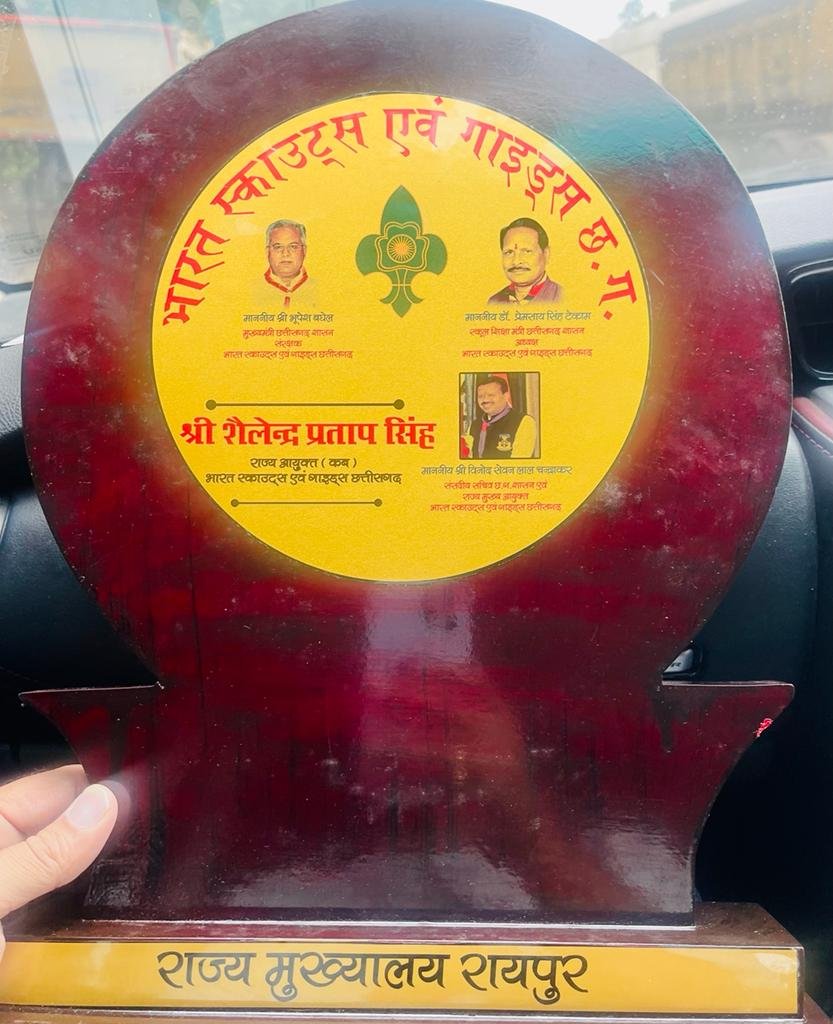 भारत स्काउट्स एवं गाइड्स छ. ग.
माननीय श्री भूपेश बघेल
मुख्यमंत्री छत्तीसगढ़ शासन
संरक्षक
भारत स्काउट्स एवं गाइड्स छत्तीसगढ़
माननीय डॉ. प्रेमसाय सिंह टेकाम
स्कूल शिक्षा मंत्री छत्तीसगढ़ शासन
अध्यक्ष
भारत स्काउट्स एवं गाइड्स छत्तीसगढ़
श्री शैलेन्द्र प्रताप सिंह
राज्य आयुक्त ( कब )
भारत स्काउट्स एवं गाइड्स छत्तीसगढ़
माननीय श्री विनोद सेवन लाल चन्द्राकर
संसदीय सचिव छ.ग.शासन एवं
राज्य मुख्य आयुक्त
भारत स्काउट्स एवं गाइड्स छत्तीसगढ़
राज्य मुख्यालय रायपुर